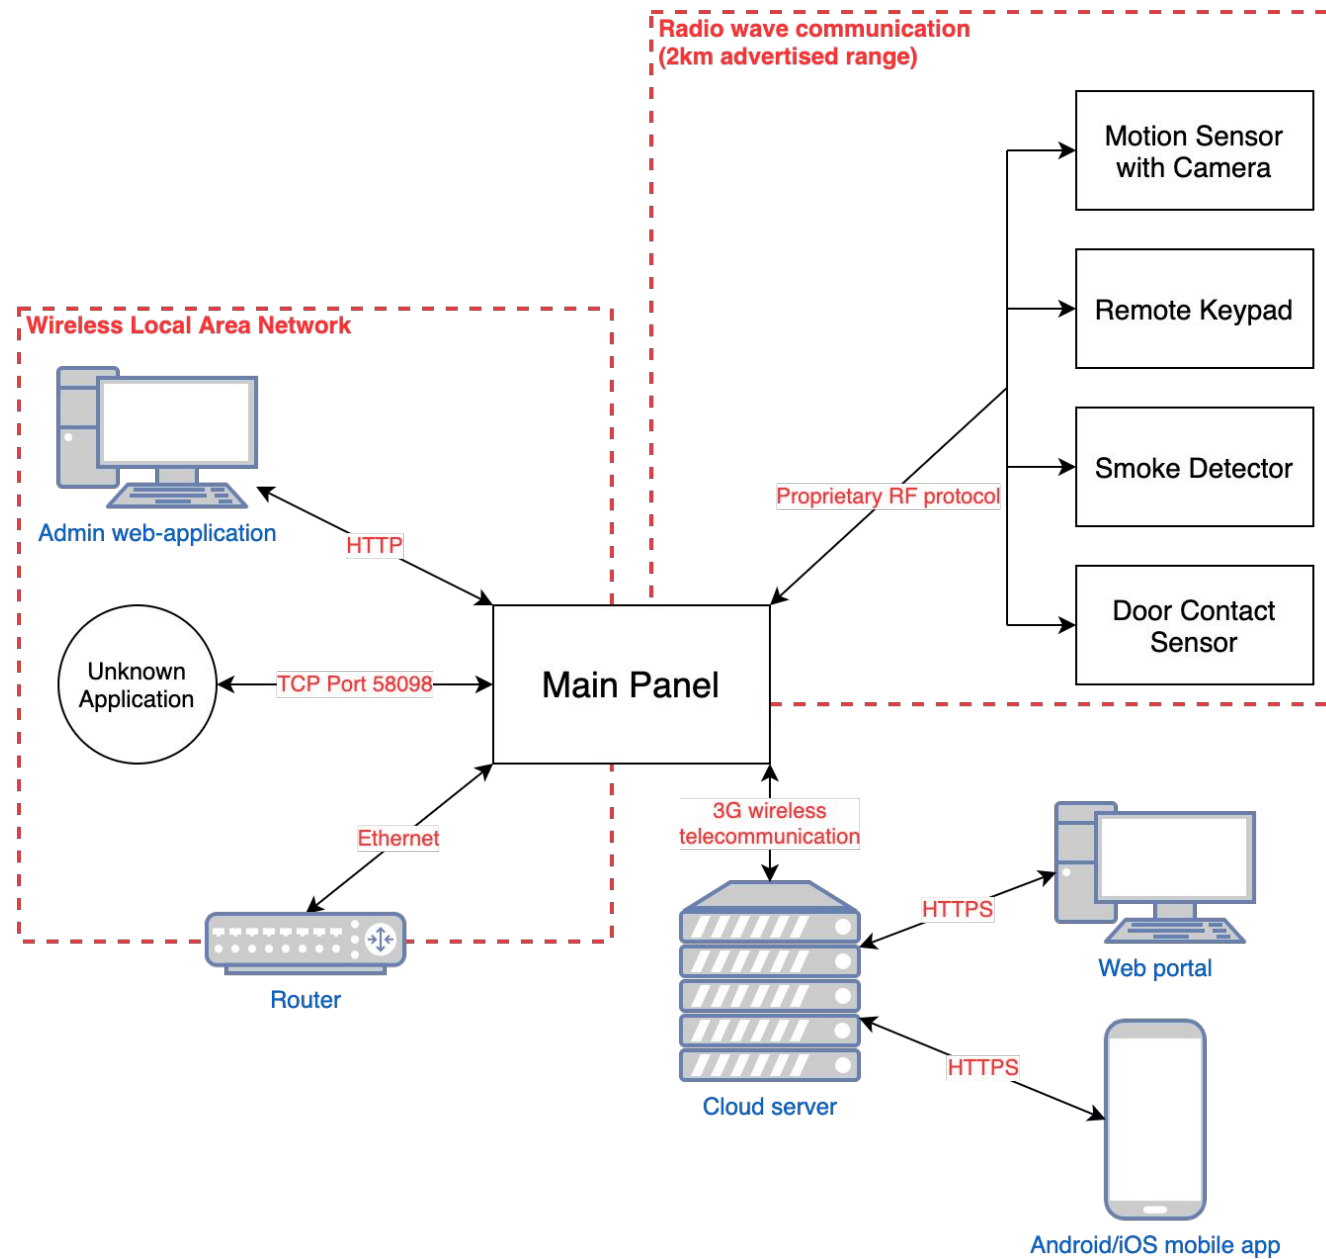 Radio wave communication
(2km advertised range)
Motion Sensor
with Camera
Remote Keypad
Wireless Local Area Network
Smoke Detector
Proprietary RF protocol
Admin web-application
HTTP
Door Contact
Sensor
Unknown
Application
TCP Port 58098
Main Panel
Ethernet
3G wireless
telecommunication
HTTPS
Web portal
Router
HTTPS
Cloud server
Android/iOS mobile app